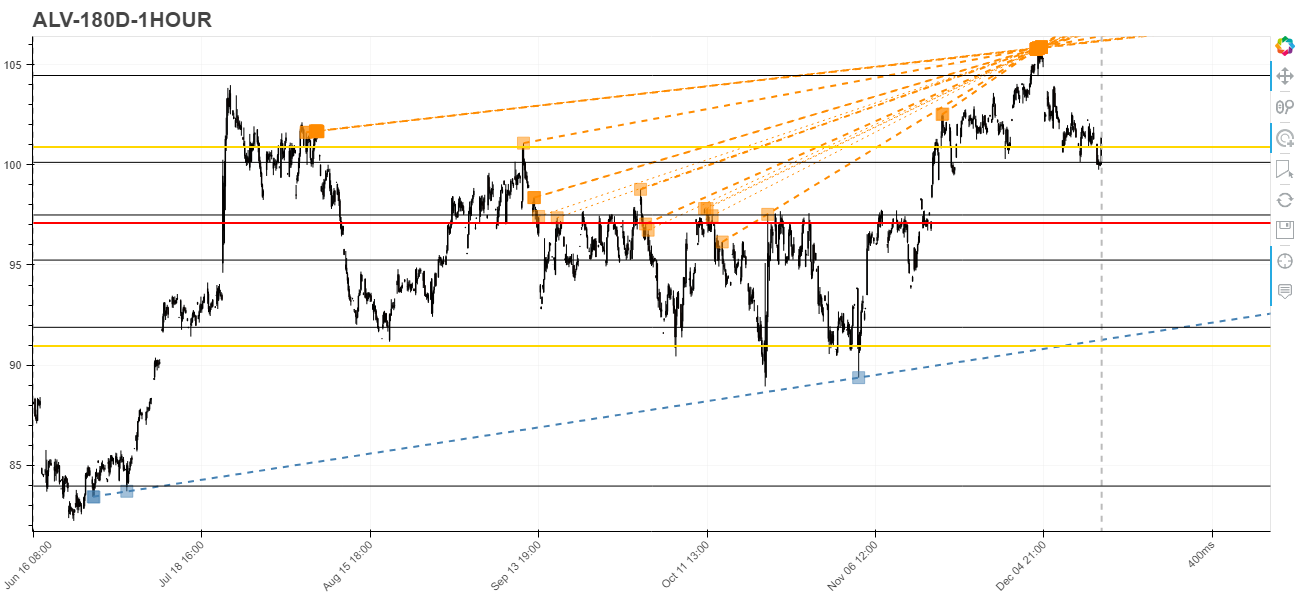 ALV-180D-1HOUR
105
100
95
90
85
Jun 16 08:00
Jul 18 16:00
Aug 15 18:00
Sep 13 19:00
Oct 11 13:00
Nov 06 12:00
Dec 04 21:00
400ms